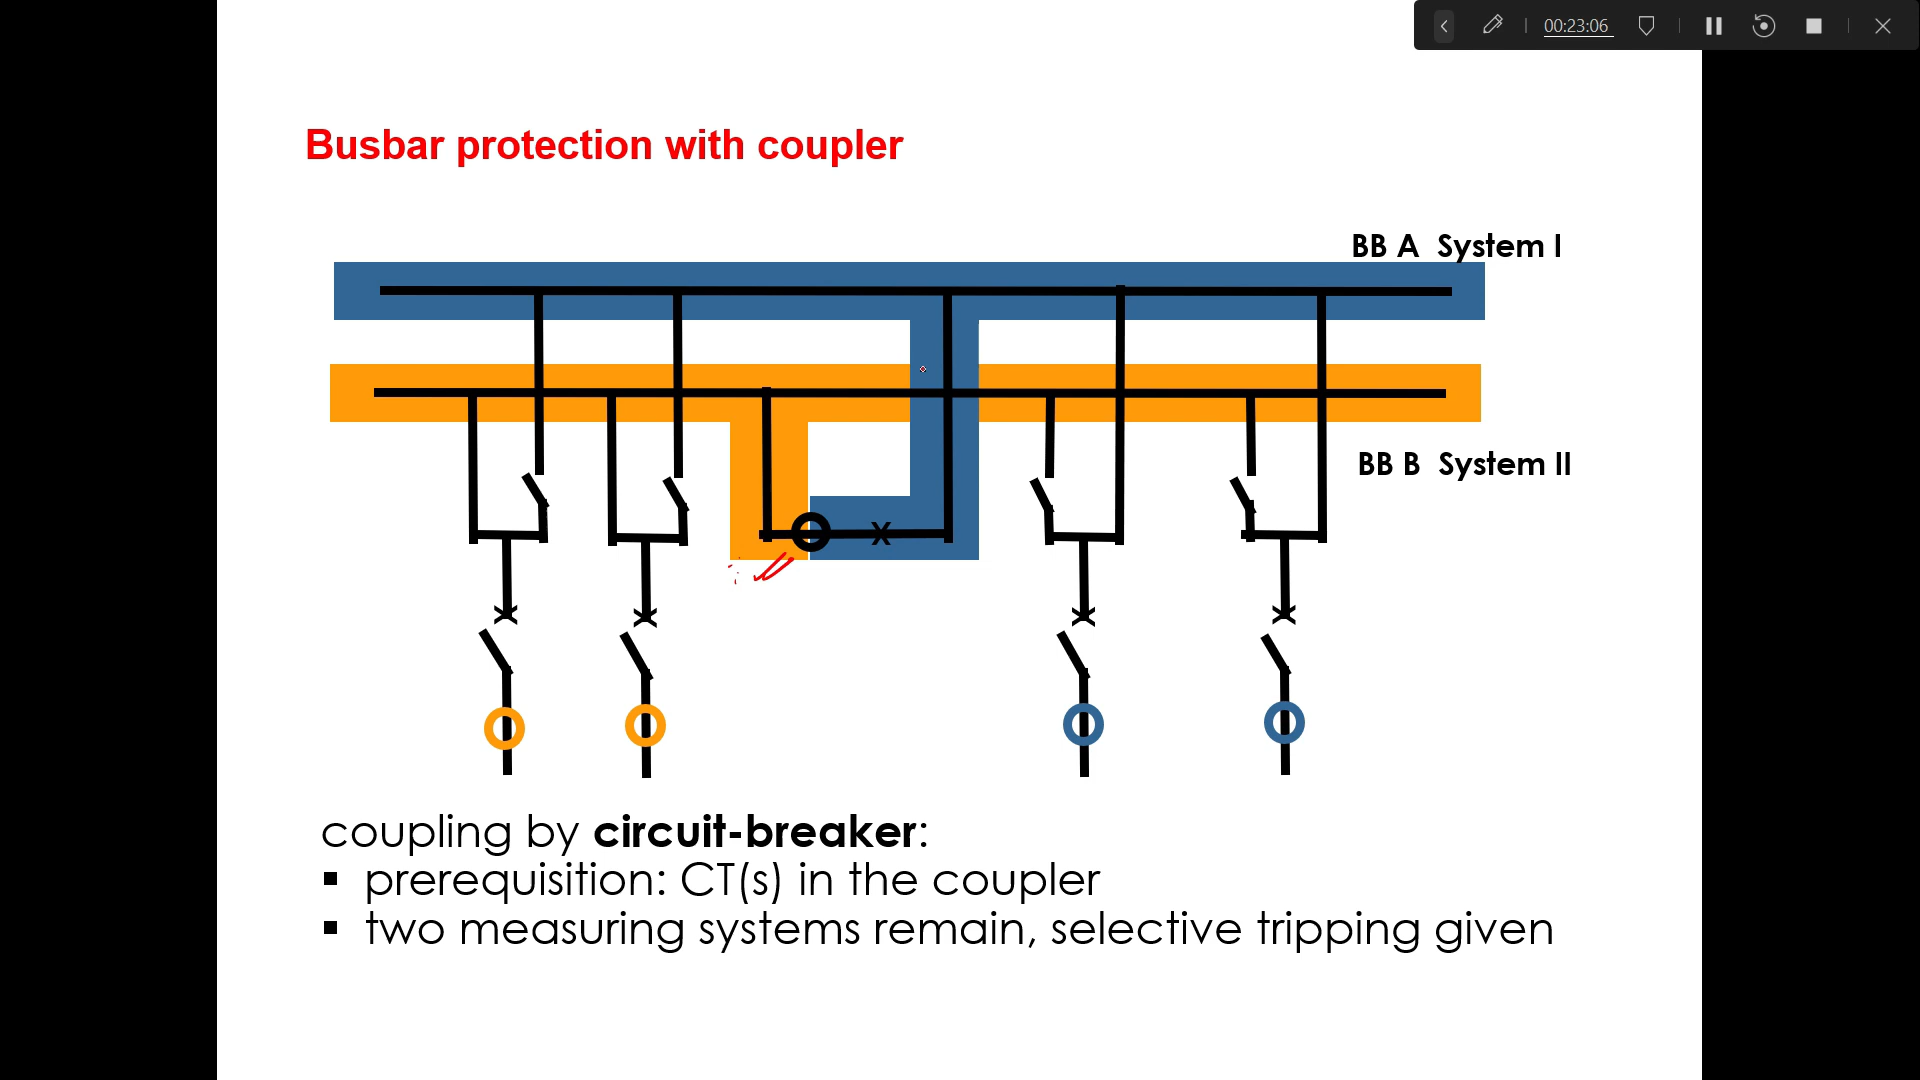 00:23:06
Busbar protection with coupler
BB A System I
BB B System II
x
coupling by circuit-breaker:
▪ prerequisition: CT(s) in the coupler
▪ two measuring systems remain, selective tripping given